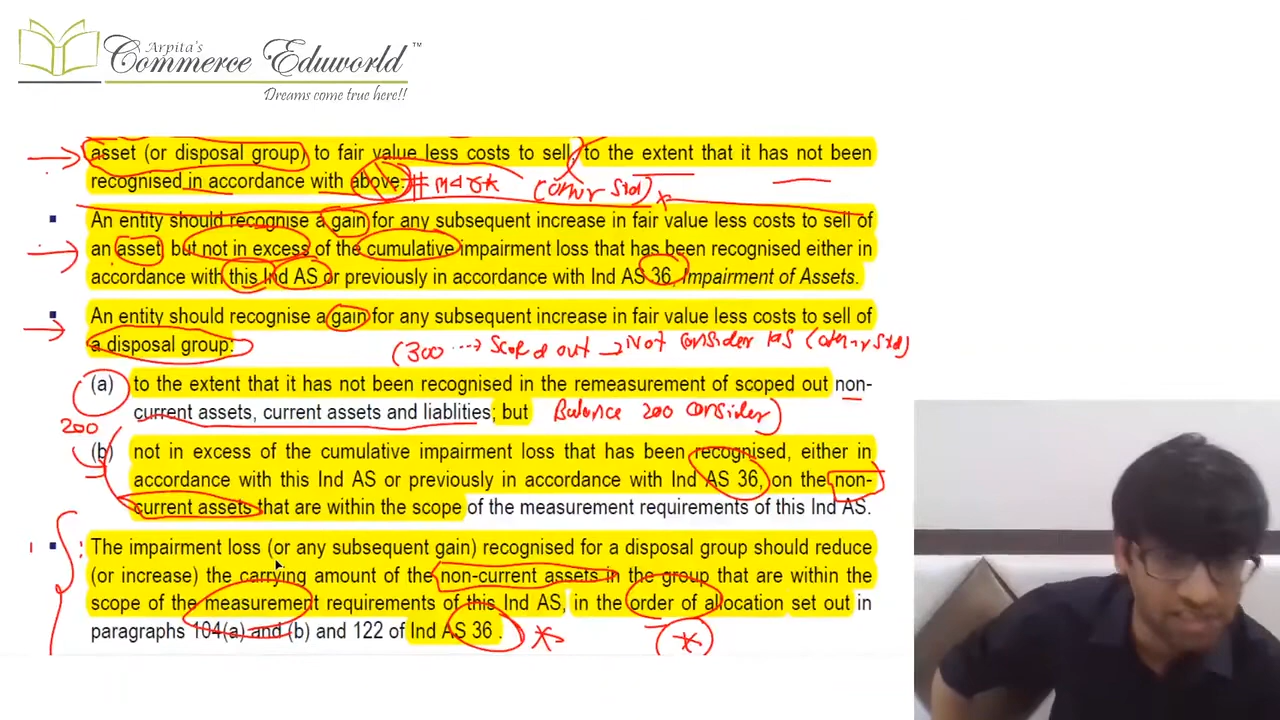 Arpita's
Commerce Eduworld™
Dreams come true here!!
asset (or disposal group) to fair value less costs to sell, to the extent that it has not been
recognised in accordance with above.
(other Std)
▪ An entity should recognise a gain for any subsequent increase in fair value less costs to sell of
an asset but not in excess of the cumulative impairment loss that has been recognised either in
accordance with this Ind AS or previously in accordance with Ind AS 36, Impairment of Assets.
▪ An entity should recognise a gain for any subsequent increase in fair value less costs to sell of
a disposal group:
(300 ---> Scoped out → Not consider (other std)
(a) to the extent that it has not been recognised in the remeasurement of scoped out non-
current assets, current assets and liablities; but
Balance 200 consider)
200
(b) not in excess of the cumulative impairment loss that has been recognised, either in
accordance with this Ind AS or previously in accordance with Ind AS 36, on the non-
current assets that are within the scope of the measurement requirements of this Ind AS.
▪ The impairment loss (or any subsequent gain) recognised for a disposal group should reduce
(or increase) the carrying amount of the non-current assets in the group that are within the
scope of the measurement requirements of this Ind AS, in the order of allocation set out in
paragraphs 104(a) and (b) and 122 of Ind AS 36 .